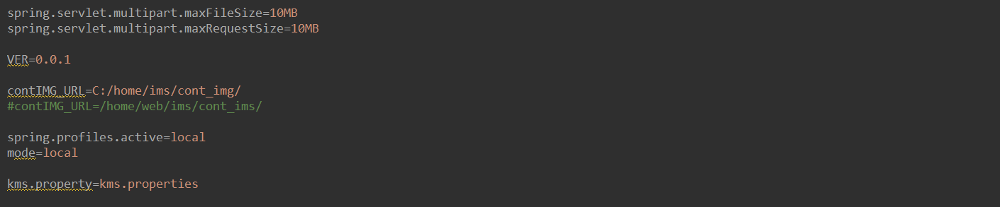 spring.servlet.multipart.maxFileSize=10MB
spring.servlet.multipart.maxRequestSize=10MB
VER=0.0.1
contIMG_URL=C:/home/ims/cont_img/
#contIMG_URL=/home/web/ims/cont_ims/
spring.profiles.active=local
mode=local
kms.property=kms.properties